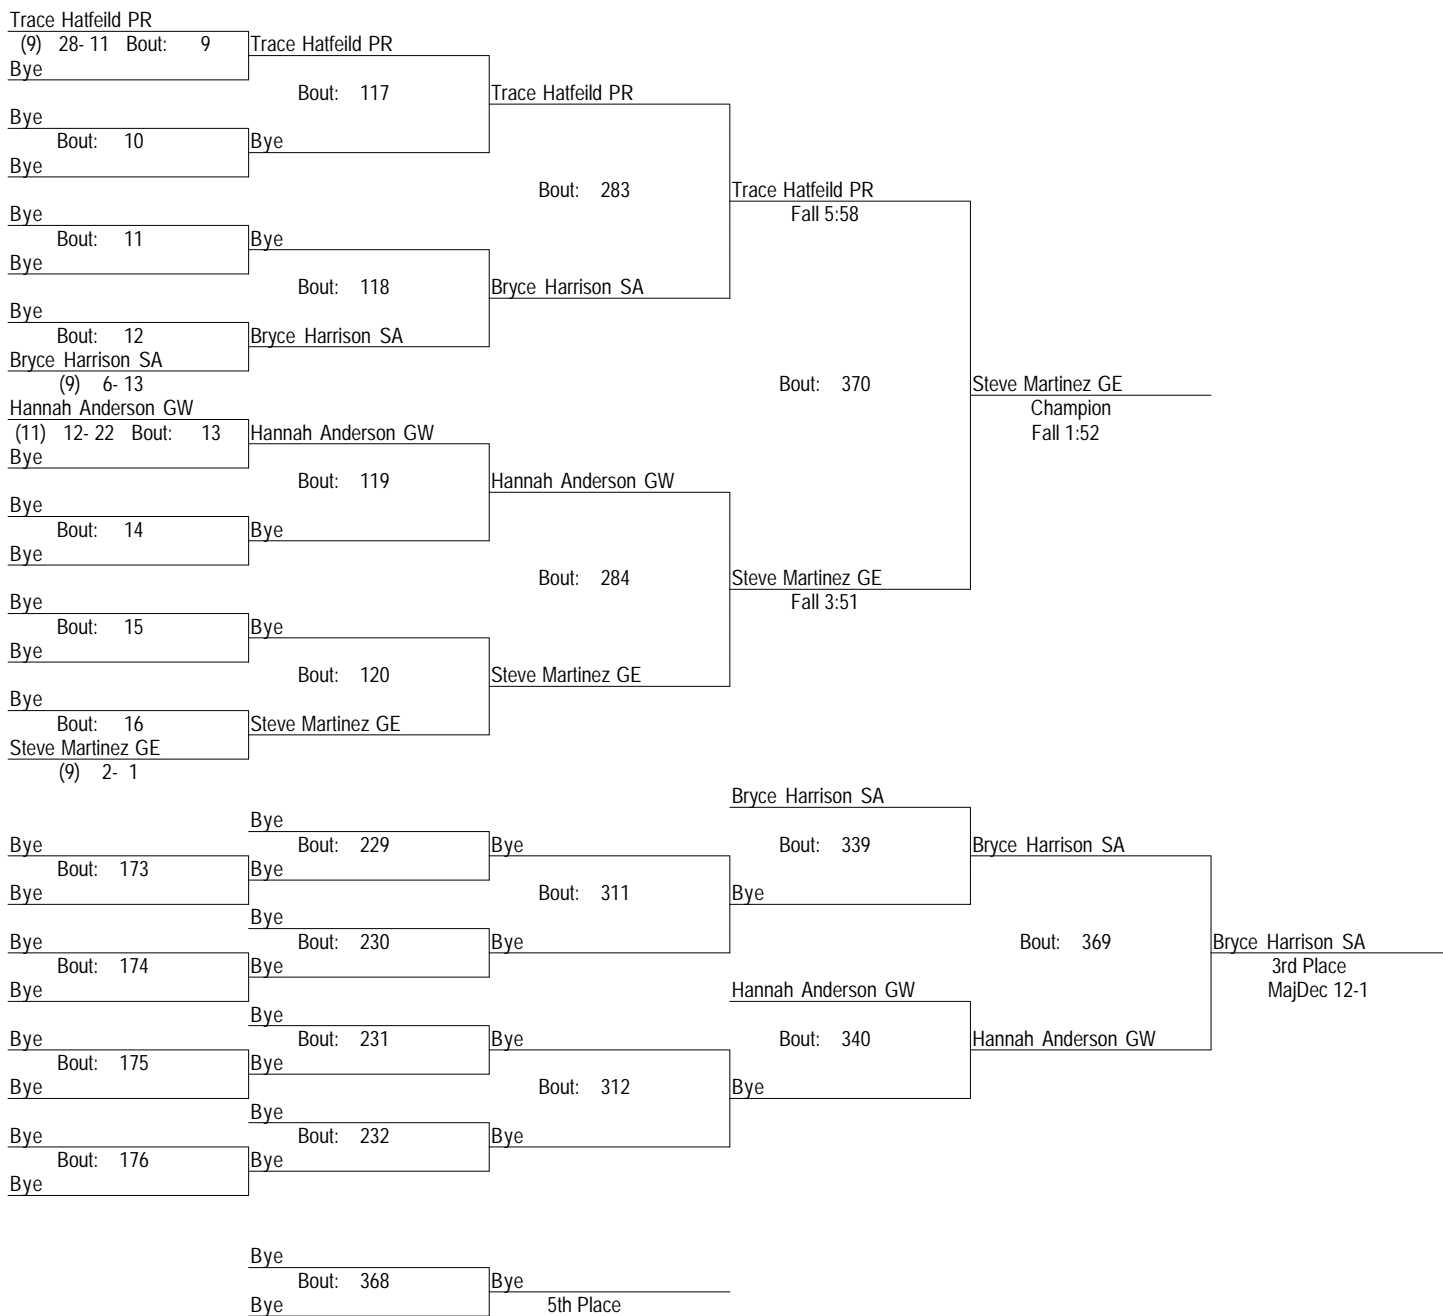 Trace Hatfeild PR
(9) 28- 11 Bout: 9 Trace Hatfeild PR
Bye
Bout: 117 Trace Hatfeild PR
Bye
Bout: 10 Bye
Bye
Bout: 283 Trace Hatfeild PR
Bye Fall 5:58
Bout: 11 Bye
Bye
Bout: 118 Bryce Harrison SA
Bye
Bout: 12 Bryce Harrison SA
Bryce Harrison SA
(9) 6- 13 Bout: 370 Steve Martinez GE
Hannah Anderson GW Champion
(11) 12- 22 Bout: 13 Hannah Anderson GW Fall 1:52
Bye
Bout: 119 Hannah Anderson GW
Bye
Bout: 14 Bye
Bye
Bout: 284 Steve Martinez GE
Bye Fall 3:51
Bout: 15 Bye
Bye
Bout: 120 Steve Martinez GE
Bye
Bout: 16 Steve Martinez GE
Steve Martinez GE
(9) 2- 1
Bryce Harrison SA
Bye
Bye Bout: 229 Bye Bout: 339 Bryce Harrison SA
Bout: 173 Bye
Bye Bout: 311 Bye
Bye
Bye Bout: 230 Bye Bout: 369 Bryce Harrison SA
Bout: 174 Bye 3rd Place
Bye Hannah Anderson GW MajDec 12-1
Bye
Bye Bout: 231 Bye Bout: 340 Hannah Anderson GW
Bout: 175 Bye
Bye Bout: 312 Bye
Bye
Bye Bout: 232 Bye
Bout: 176 Bye
Bye
Bye
Bout: 368 Bye
Bye 5th Place